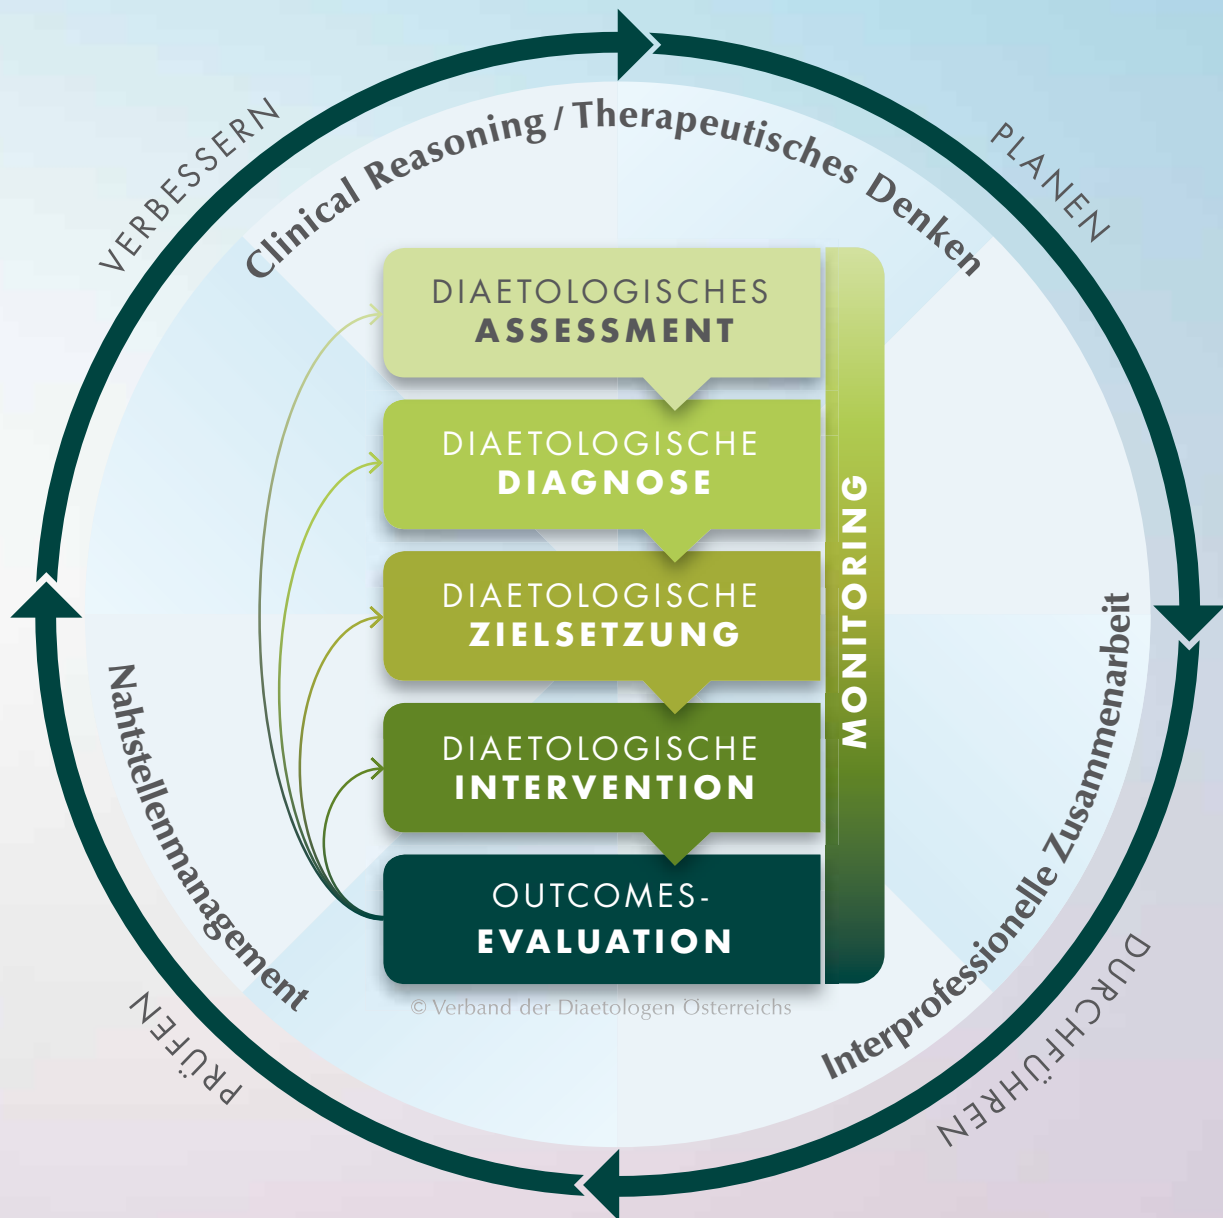 VERBESSERN
PLANEN
Clinical Reasoning / Therapeutisches Denken
DIAETOLOGISCHES
ASSESSMENT
DIAETOLOGISCHE
DIAGNOSE
DIAETOLOGISCHE
ZIELSETZUNG
DIAETOLOGISCHE
INTERVENTION
OUTCOMES-
EVALUATION
MONITORING
© Verband der Diaetologen Österreichs
Nahtstellenmanagement
Interprofessionelle Zusammenarbeit
PRÜFEN
DURCHFÜHREN